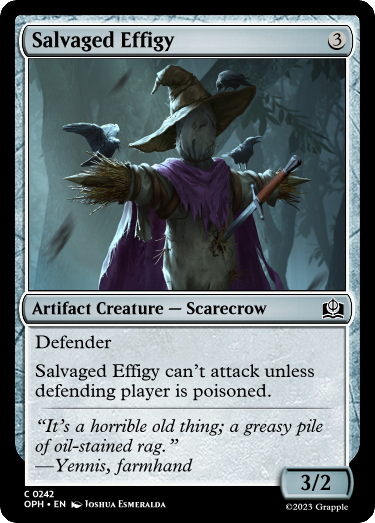 Salvaged Effigy 3
Artifact Creature — Scarecrow
Defender
Salvaged Effigy can't attack unless
defending player is poisoned.
“It's a horrible old thing; a greasy pile
of oil-stained rag.”
—Yennis, farmhand
3/2
C 0242
OPH • EN Joshua Esmeralda
©2023 Grapple